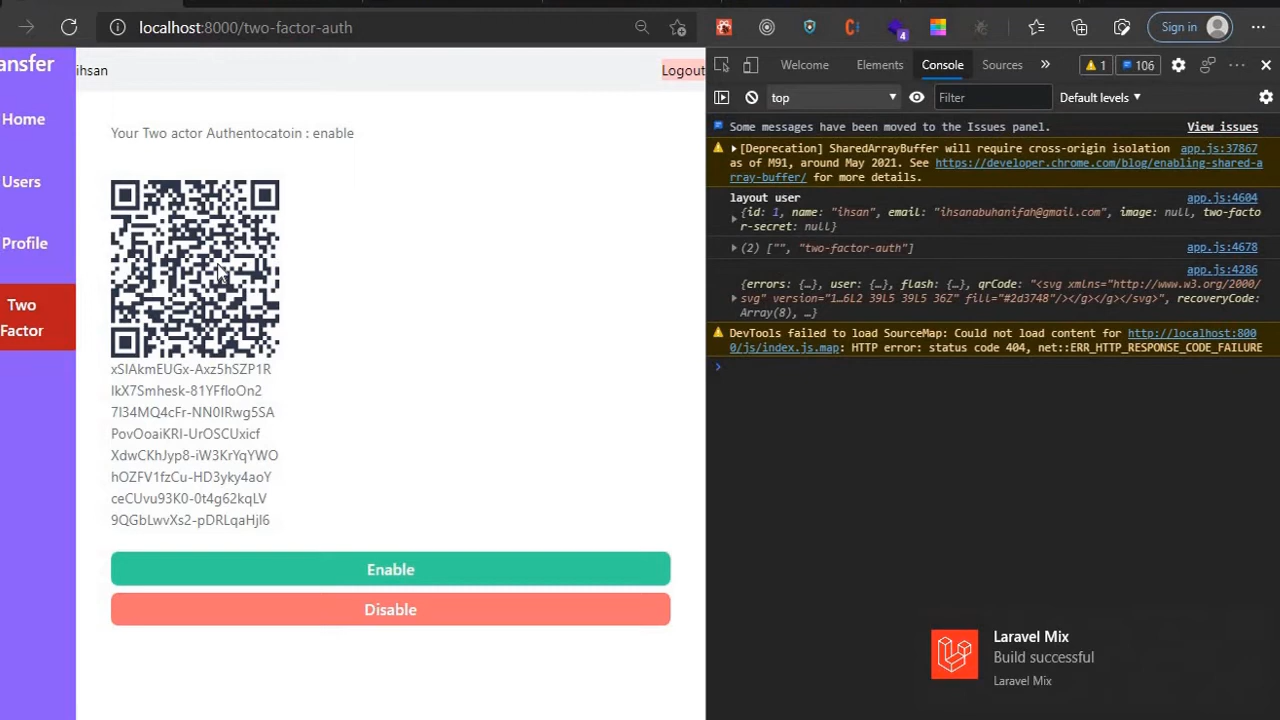 localhost:8000/two-factor-auth
4
Sign in
ansfer
ihsan
Logout
Home
Users
Profile
Two
Factor
Your Two actor Authentocatoin : enable
xSIAkmEUGx-Axz5hSZP1R
IkX7Smhesk-81YFfloOn2
7I34MQ4cFr-NN0IRwg5SA
PovOoaiKRI-UrOSCUxicf
XdwCKhJyp8-iW3KrYqYWO
hOZFV1fzCu-HD3yky4aoY
ceCUvu93K0-0t4g62kqLV
9QGbLwvXs2-pDRLqaHjI6
Enable
Disable
Welcome
Elements
Console
Sources
1
106
top
Filter
Default levels
Some messages have been moved to the Issues panel.
View issues
[Deprecation] SharedArrayBuffer will require cross-origin isolation app.js:37867
as of M91, around May 2021. See https://developer.chrome.com/blog/enabling-shared-a
rray-buffer/ for more details.
layout user app.js:4604
{id: 1, name: "ihsan", email: "ihsanabuhanifah@gmail.com", image: null, two-facto
r-secret: null}
(2) ["", "two-factor-auth"] app.js:4678
app.js:4286
{errors: {…}, user: {…}, flash: {…}, qrCode: "<svg xmlns="http://www.w3.org/2000/
svg" version="1…6L2 39L5 39L5 36Z" fill="#2d3748"/></g></g></svg>", recoveryCode:
Array(8), …}
DevTools failed to load SourceMap: Could not load content for http://localhost:800
0/js/index.js.map: HTTP error: status code 404, net::ERR_HTTP_RESPONSE_CODE_FAILURE
Laravel Mix
Build successful
Laravel Mix